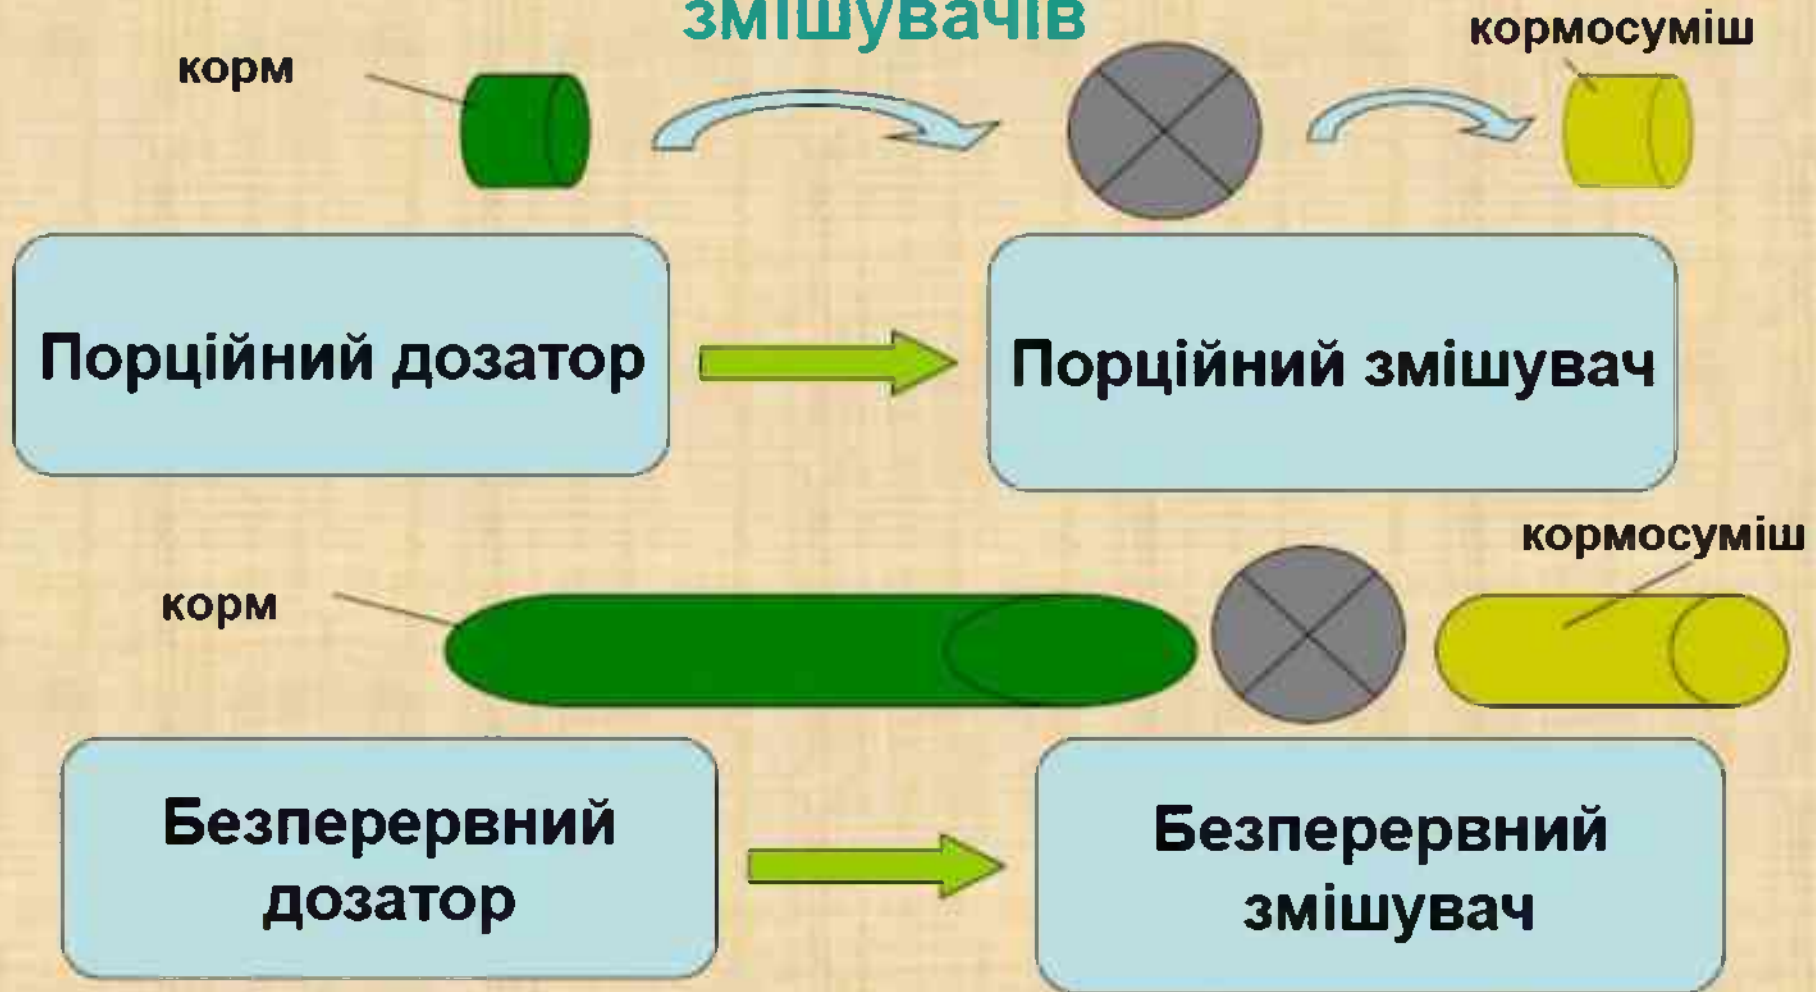 змішувачів
корм
кормосуміш
Порційний дозатор
Порційний змішувач
кормосуміш
корм
Безперервний
дозатор
Безперервний
змішувач